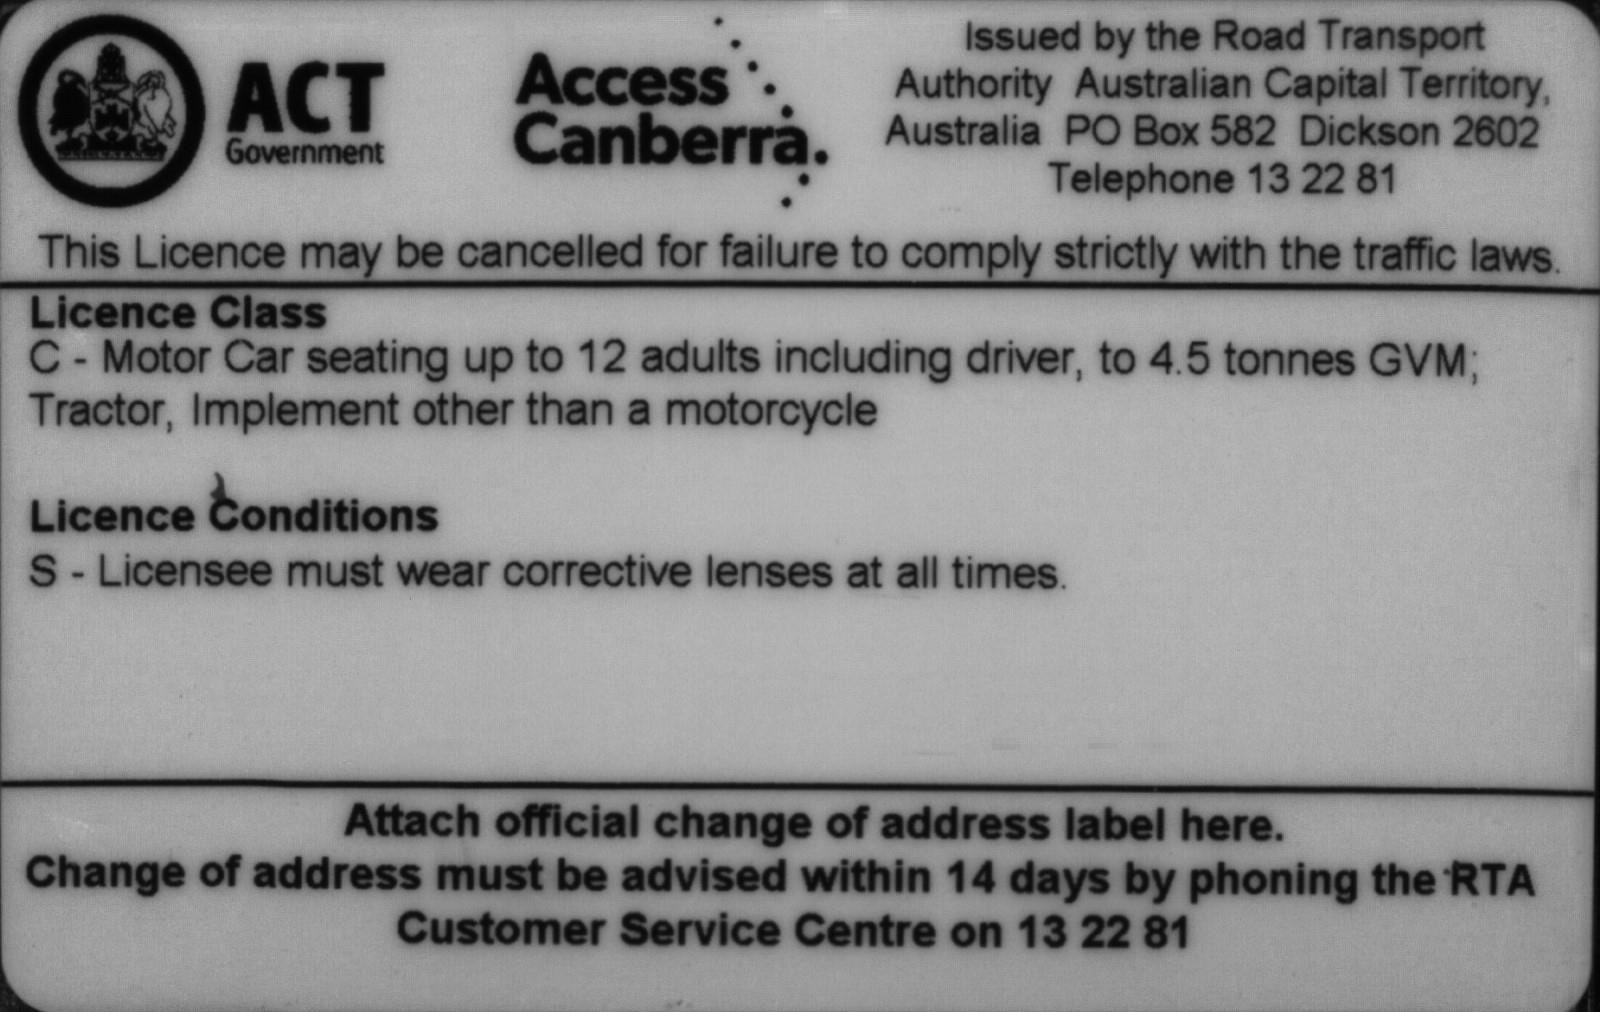 ACT
Government
Access
Canberra.
Issued by the Road Transport
Authority Australian Capital Territory,
Australia PO Box 582 Dickson 2602
Telephone 13 22 81
This Licence may be cancelled for failure to comply strictly with the traffic laws.
Licence Class
C - Motor Car seating up to 12 adults including driver, to 4.5 tonnes GVM;
Tractor, Implement other than a motorcycle
Licence Conditions
S - Licensee must wear corrective lenses at all times.
Attach official change of address label here.
Change of address must be advised within 14 days by phoning the RTA
Customer Service Centre on 13 22 81